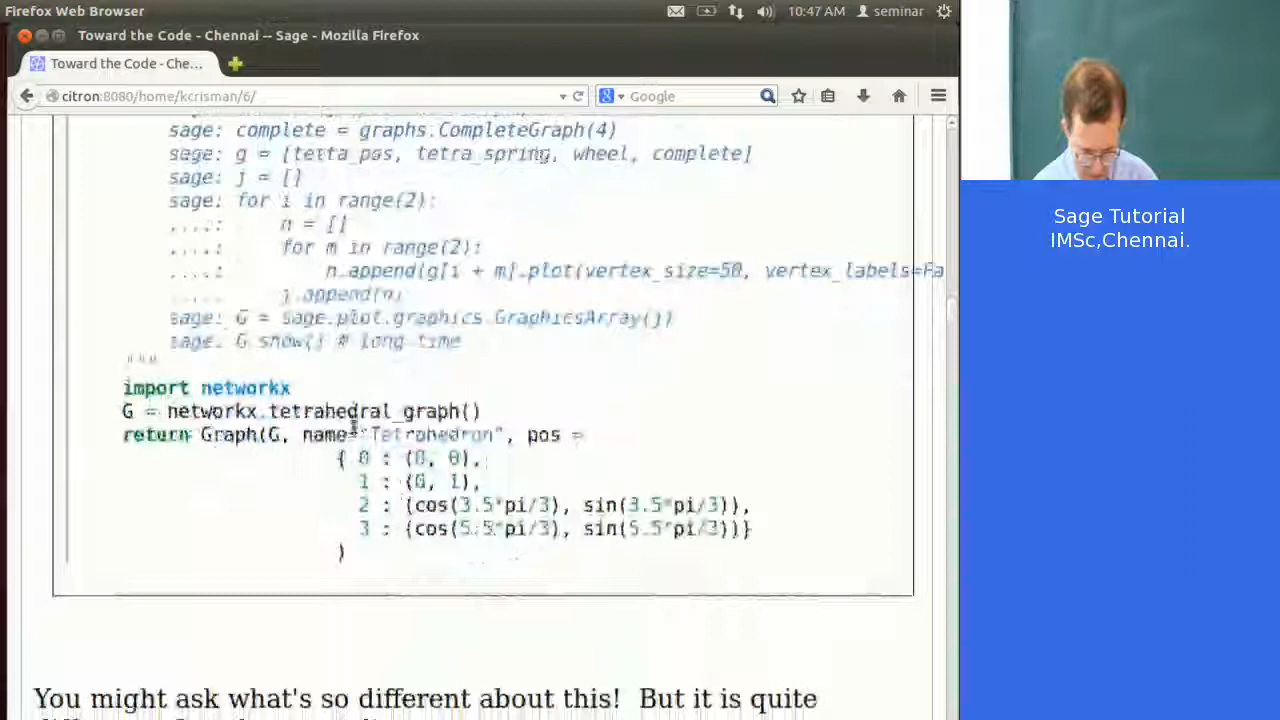 Firefox Web Browser
10:47 AM
seminar
Toward the Code - Chennai -- Sage - Mozilla Firefox
Toward the Code - Che...
citron:8080/home/kcrisman/6/
Google
sage: complete = graphs.CompleteGraph(4)
sage: g = [tetra_pos, tetra_spring, wheel, complete]
sage: j = []
sage: for i in range(2):
....:     n = []
....:     for m in range(2):
....:         n.append(g[i + m].plot(vertex_size=50, vertex_labels=Fa
....:     j.append(n)
sage: G = sage.plot.graphics.GraphicsArray(j)
sage: G.show() # long time
"""
import networkx
G = networkx.tetrahedral_graph()
return Graph(G, name="Tetrahedron", pos =
{ 0 : (0, 0),
1 : (0, 1),
2 : (cos(3.5*pi/3), sin(3.5*pi/3)),
3 : (cos(5.5*pi/3), sin(5.5*pi/3))}
)
You might ask what's so different about this!  But it is quite
Sage Tutorial
IMSc,Chennai.